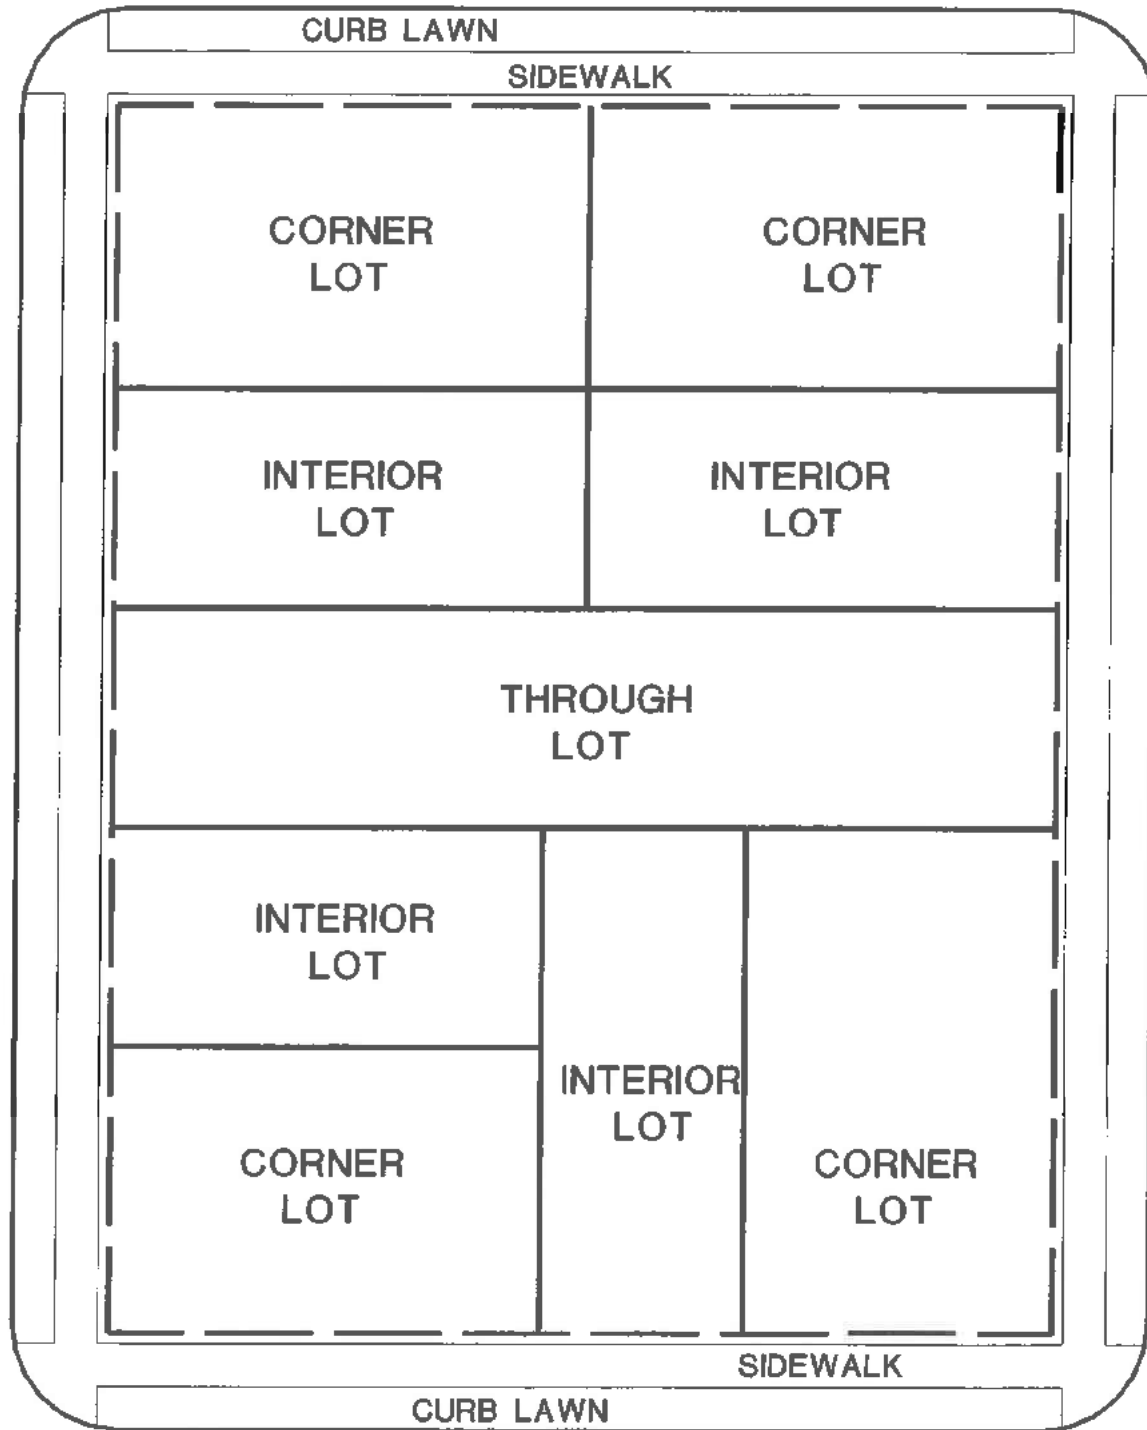 CURB LAWN
SIDEWALK
CORNER
LOT
CORNER
LOT
INTERIOR
LOT
INTERIOR
LOT
THROUGH
LOT
INTERIOR
LOT
INTERIOR
LOT
CORNER
LOT
CORNER
LOT
SIDEWALK
CURB LAWN